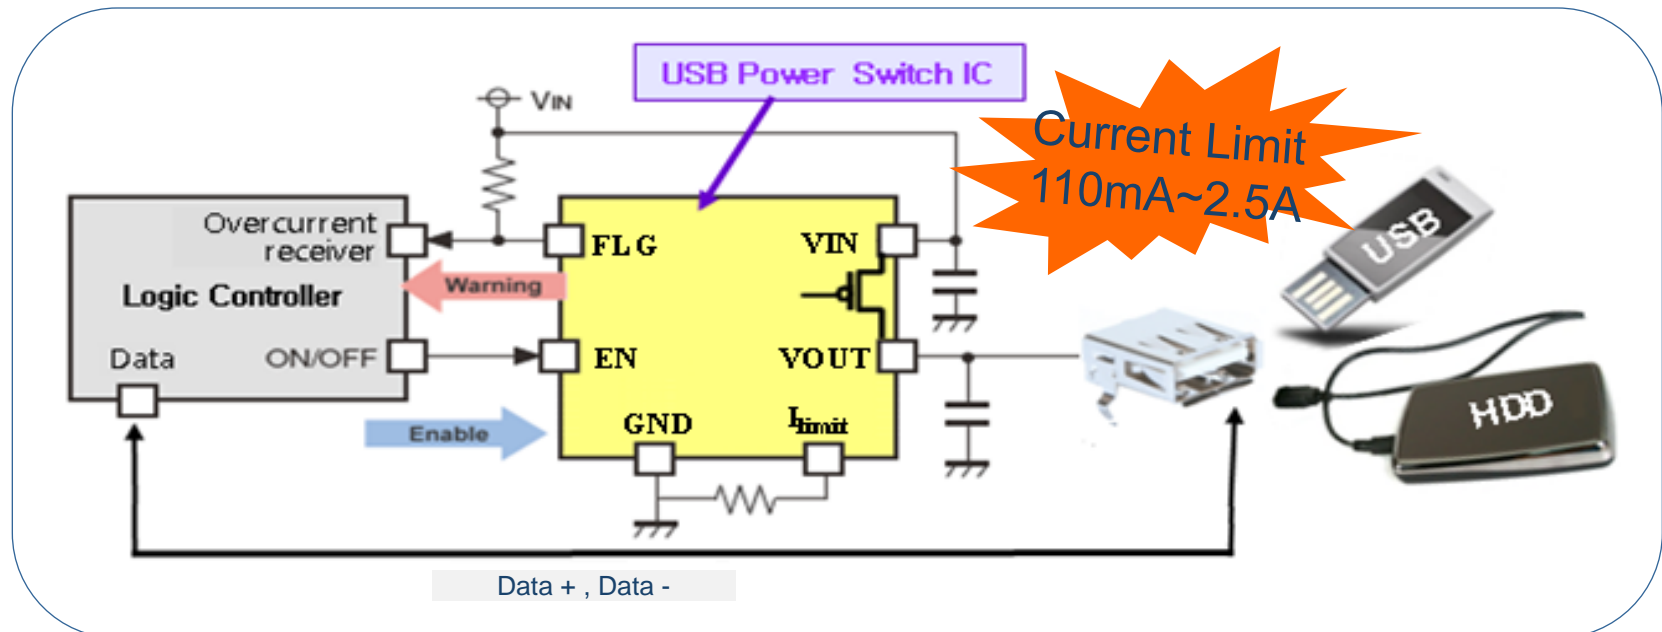 USB Power Switch IC
VIN
Current Limit
110mA~2.5A
Overcurrent
receiver
FLG
VIN
USB
Warning
Logic Controller
Data
ON/OFF
EN
VOUT
HDD
Enable
GND
Ilimit
Data + , Data -